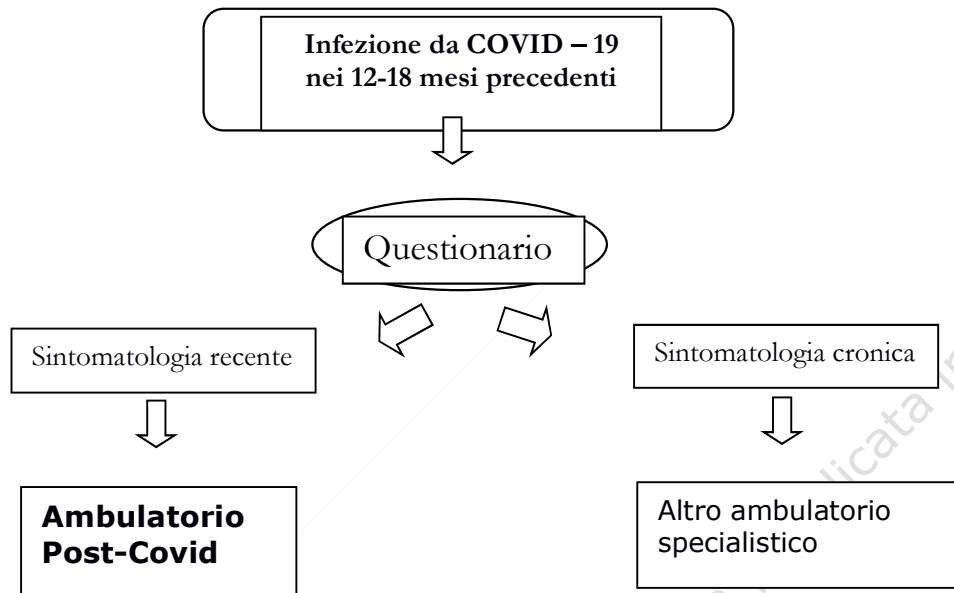 Infezione da COVID – 19
nei 12-18 mesi precedenti
Questionario
Sintomatologia recente
Sintomatologia cronica
Ambulatorio
Post-Covid
Altro ambulatorio
specialistico